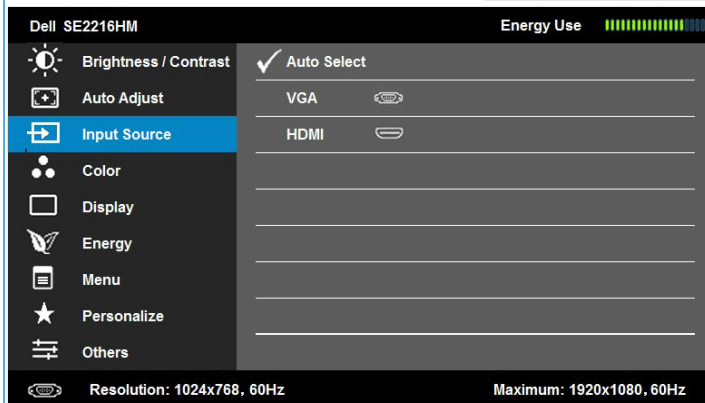 Dell SE2216HM Energy Use
Brightness / Contrast Auto Select
Auto Adjust VGA
Input Source HDMI
Color
Display
Energy
Menu
Personalize
Others
Resolution: 1024x768, 60Hz Maximum: 1920x1080, 60Hz